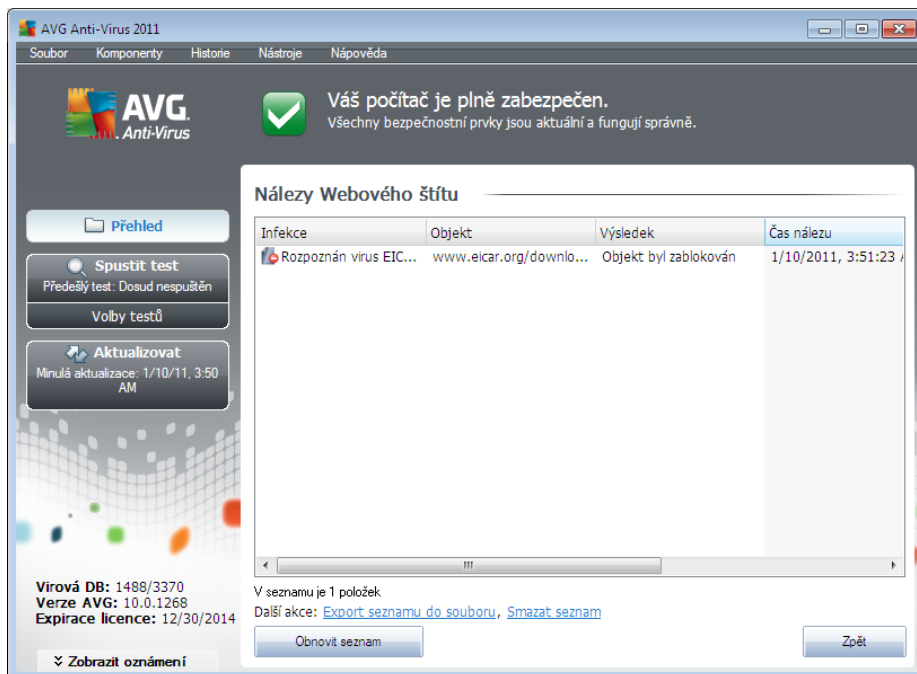 AVG Anti-Virus 2011
Soubor Komponenty Historie Nástroje Nápověda
AVG.
Anti-Virus
Váš počítač je plně zabezpečen.
Všechny bezpečnostní prvky jsou aktuální a fungují správně.
Přehled
Spustit test
Předešlý test: Dosud nespuštěn
Volby testů
Aktualizovat
Minulá aktualizace: 1/10/11, 3:50
AM
Virová DB: 1488/3370
Verze AVG: 10.0.1268
Expirace licence: 12/30/2014
Zobrazit oznámení
Nálezy Webového štítu
Infekce Objekt Výsledek Čas nálezu
Rozpoznán virus EIC... www.eicar.org/downlo... Objekt byl zablokován 1/10/2011, 3:51:23
V seznamu je 1 položek
Další akce: Export seznamu do souboru, Smazat seznam
Obnovit seznam Zpět